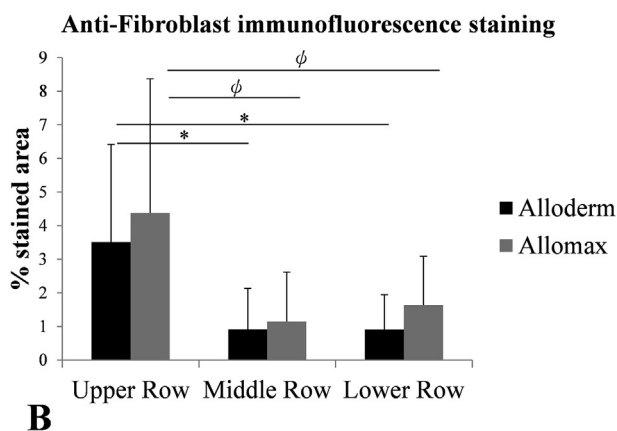 Anti-Fibroblast immunofluorescence staining
9
8
7
6
5
4
3
2
1
0
% stained area
ϕ
ϕ
*
*
Alloderm
Allomax
Upper Row Middle Row Lower Row
B